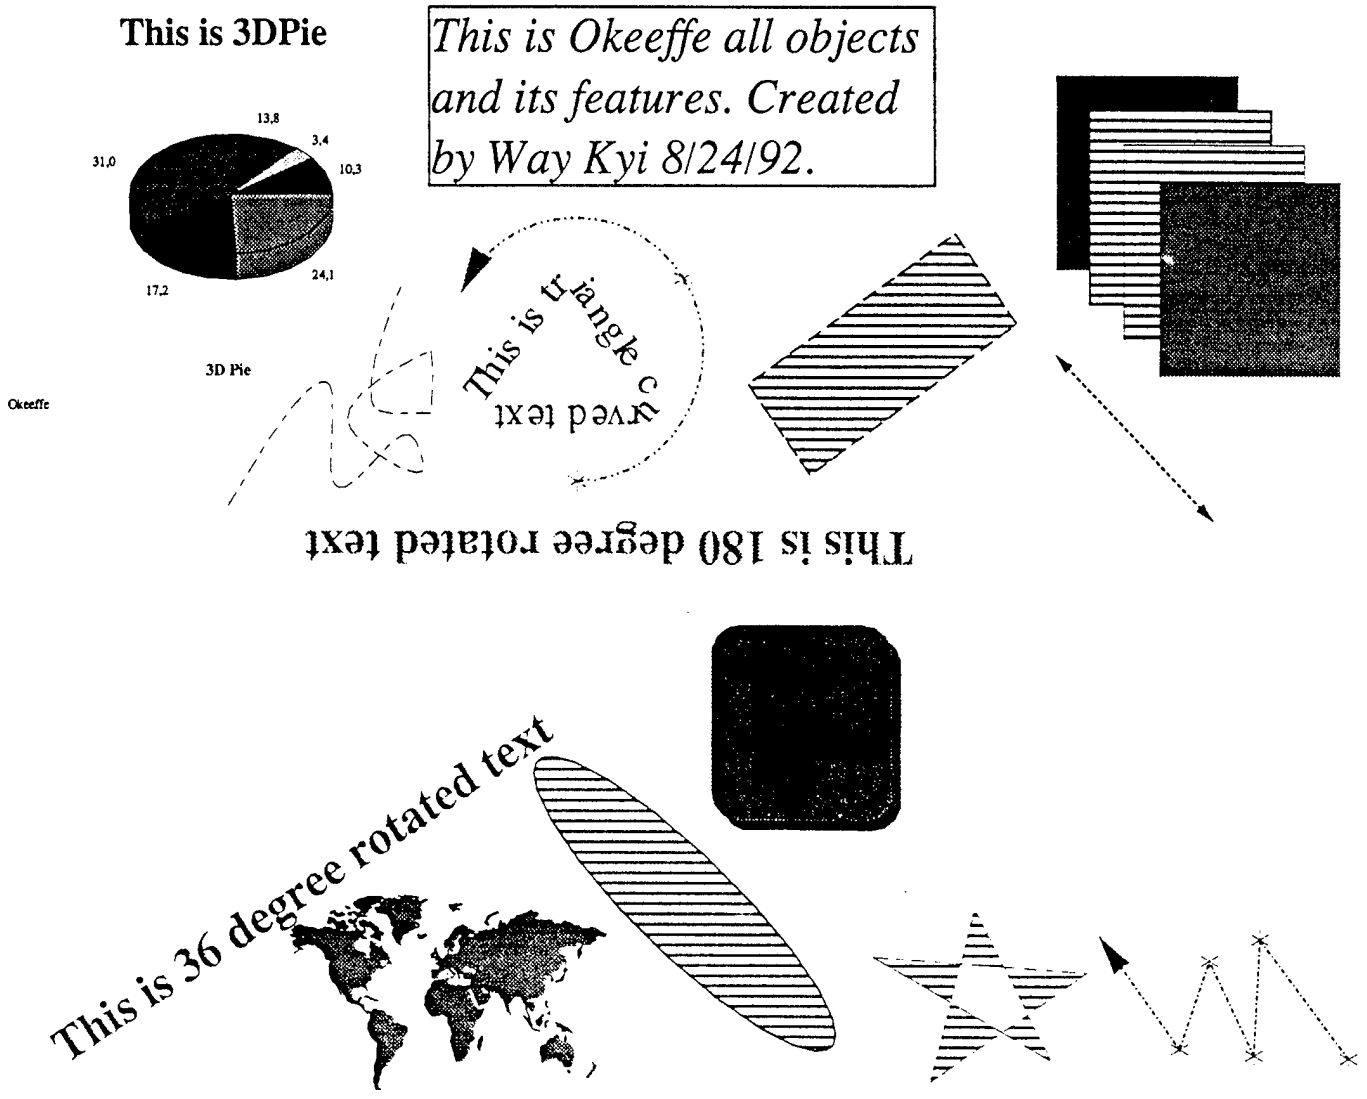 This is 3DPie
This is Okeeffe all objects
and its features. Created
by Way Kyi 8/24/92.
13,8
3,4
31,0
10,3
24,1
17,2
3D Pie
Okeeffe
This is triangle curved text
This is 180 degree rotated text
This is 36 degree rotated text